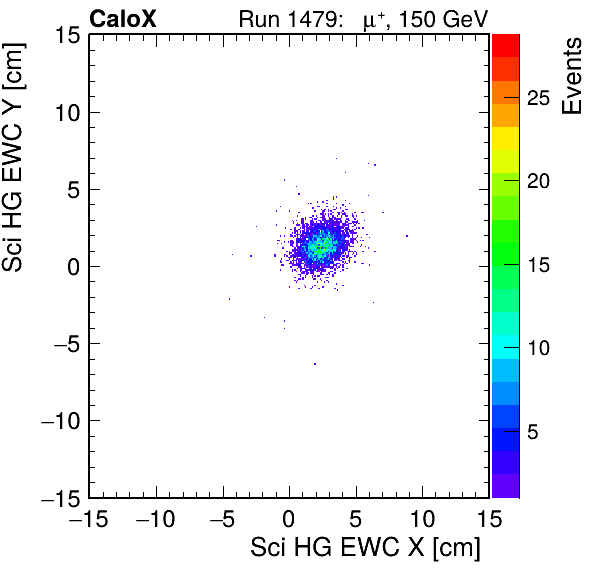 CaloX Run 1479: μ⁺, 150 GeV
Sci HG EWC Y [cm]
Events
15
10
5
0
−5
−10
−15
25
20
15
10
5
−15 −10 −5 0 5 10 15
Sci HG EWC X [cm]